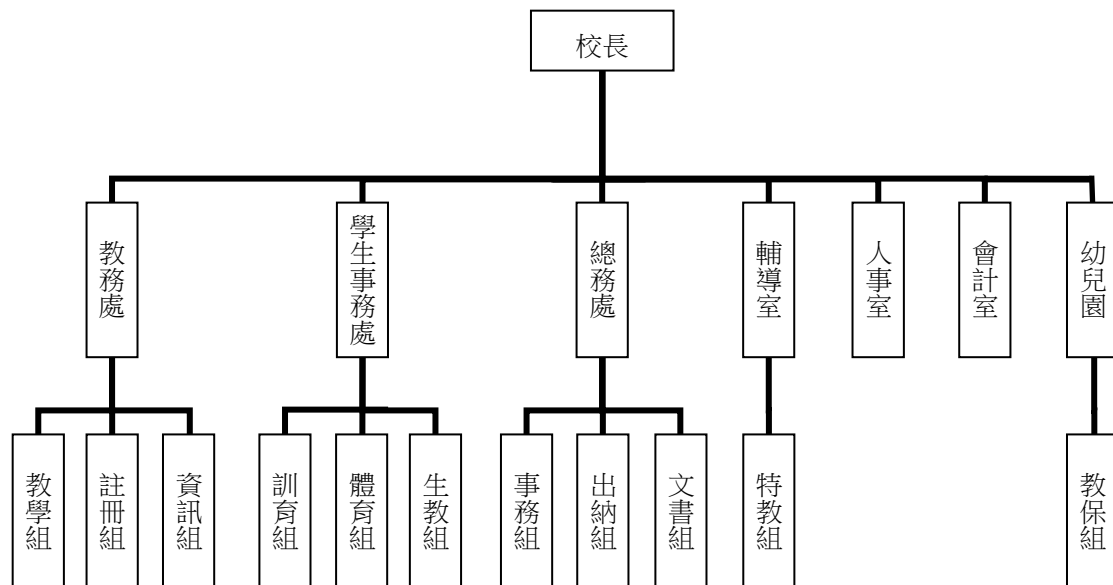 校長
教務處
學生事務處
總務處
輔導室
人事室
會計室
幼兒園
教學組
註冊組
資訊組
訓育組
體育組
生教組
事務組
出納組
文書組
特教組
教保組